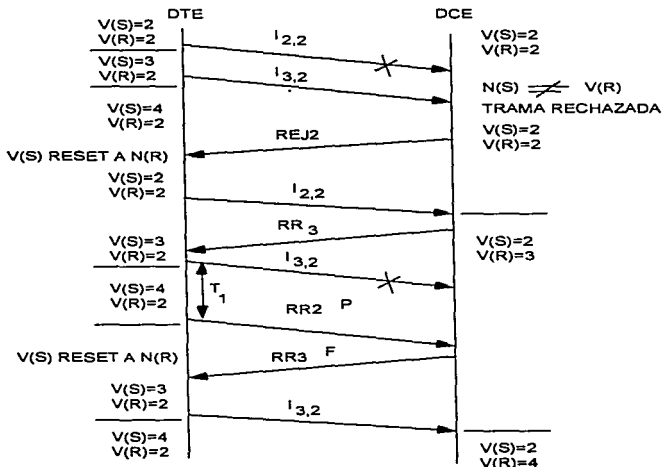 DTE
DCE
V(S)=2
V(R)=2
I2,2
V(S)=2
V(R)=2
V(S)=3
V(R)=2
I3,2
N(S) ≠ V(R)
TRAMA RECHAZADA
V(S)=4
V(R)=2
REJ2
V(S)=2
V(R)=2
V(S) RESET A N(R)
V(S)=2
V(R)=2
I2,2
RR3
V(S)=3
V(R)=2
I3,2
V(S)=2
V(R)=3
V(S)=4
V(R)=2
T1
RR2 P
V(S) RESET A N(R)
RR3 F
V(S)=3
V(R)=2
I3,2
V(S)=4
V(R)=2
V(S)=2
V(R)=4